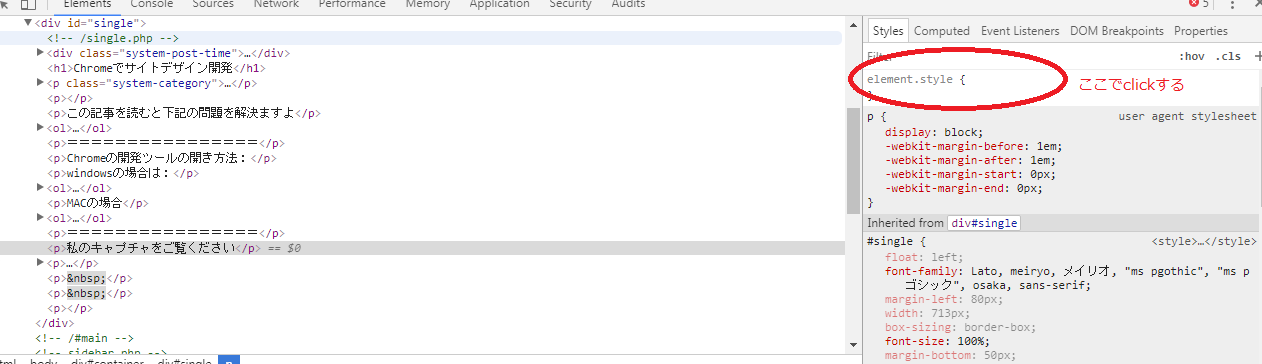 Elements Console Sources Network Performance Memory Application Security Audits 5
<div id="single">
<!-- /single.php -->
<div class="system-post-time">…</div>
<h1>Chromeでサイトデザイン開発</h1>
<p class="system-category">…</p>
<p></p>
<p>この記事を読むと下記の問題を解決ますよ</p>
<ol>…</ol>
<p>================</p>
<p>Chromeの開発ツールの開き方法：</p>
<p>windowsの場合は：</p>
<ol>…</ol>
<p>MACの場合</p>
<ol>…</ol>
<p>================</p>
<p>私のキャプチャをご覧ください</p> == $0
<p>…</p>
<p>&nbsp;</p>
<p>&nbsp;</p>
<p></p>
</div>
<!-- /#main -->
<!-- sidebar.php -->
html body div#container div#single p
Styles Computed Event Listeners DOM Breakpoints Properties
Filter :hov .cls +
element.style {
}
ここでclickする
p { user agent stylesheet
display: block;
-webkit-margin-before: 1em;
-webkit-margin-after: 1em;
-webkit-margin-start: 0px;
-webkit-margin-end: 0px;
}
Inherited from div#single
#single { <style>…</style>
float: left;
font-family: Lato, meiryo, メイリオ, "ms pgothic", "ms p
ゴシック", osaka, sans-serif;
margin-left: 80px;
width: 713px;
box-sizing: border-box;
font-size: 100%;
margin-bottom: 50px;